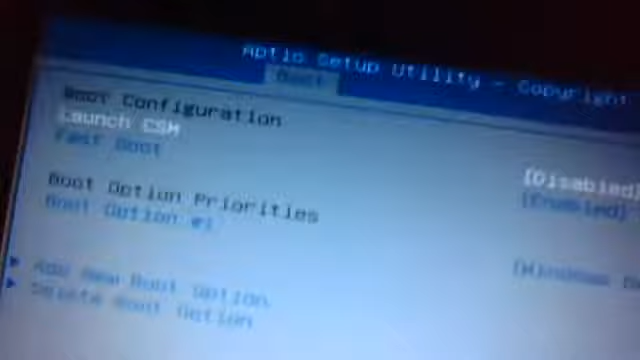 Aptio Setup Utility - Copyright
Boot
Boot Configuration
Launch CSM [Disabled]
Fast Boot [Enabled]
Boot Option Priorities
Boot Option #1 [Windows
Add New Boot Option
Delete Boot Option